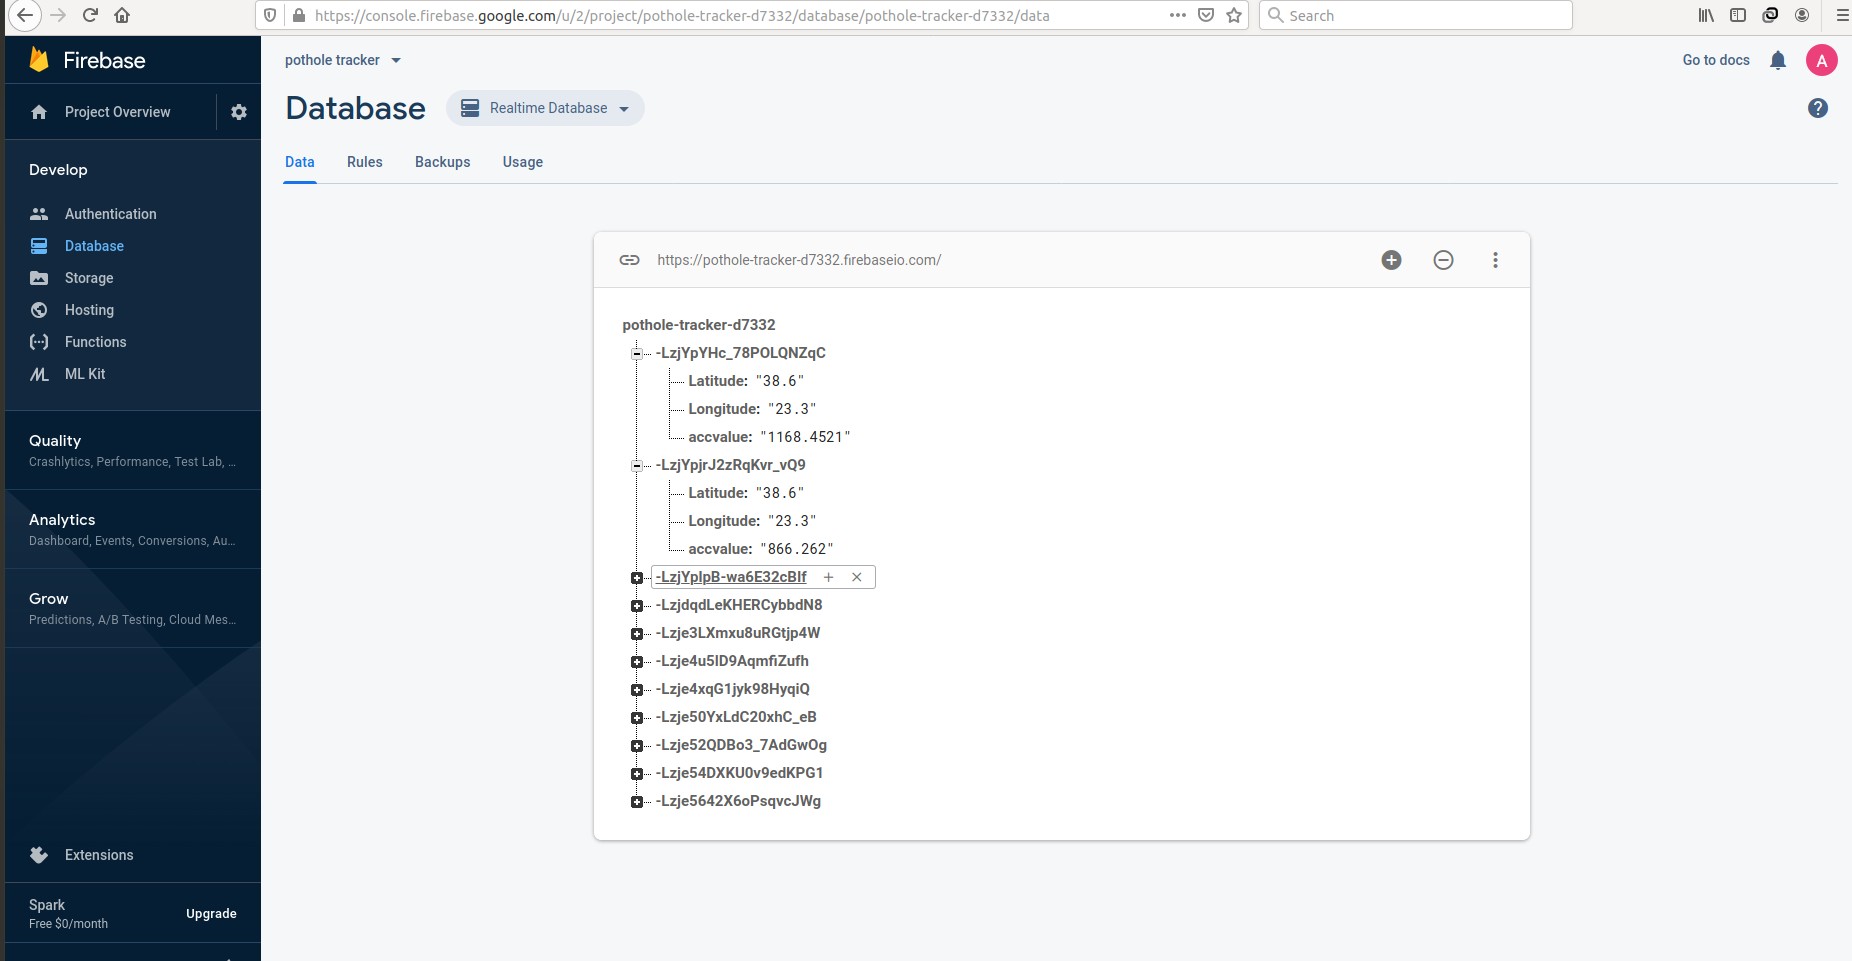 https://console.firebase.google.com/u/2/project/pothole-tracker-d7332/database/pothole-tracker-d7332/data
Search
Firebase
pothole tracker
Go to docs
A
Project Overview
Database
Realtime Database
?
Develop
Data
Rules
Backups
Usage
Authentication
Database
Storage
Hosting
Functions
ML Kit
Quality
Crashlytics, Performance, Test Lab, ...
Analytics
Dashboard, Events, Conversions, Au...
Grow
Predictions, A/B Testing, Cloud Mes...
Extensions
Spark
Free $0/month
Upgrade
https://pothole-tracker-d7332.firebaseio.com/
pothole-tracker-d7332
-LzjYpYHc_78POLQNZqC
Latitude: "38.6"
Longitude: "23.3"
accvalue: "1168.4521"
-LzjYpjrJ2zRqKvr_vQ9
Latitude: "38.6"
Longitude: "23.3"
accvalue: "866.262"
-LzjYplpB-wa6E32cBlf
-LzjdqdLeKHERCybbdN8
-Lzje3LXmxu8uRGtjp4W
-Lzje4u5lD9AqmfiZufh
-Lzje4xqG1jyk98HyqiQ
-Lzje50YxLdC20xhC_eB
-Lzje52QDBo3_7AdGwOg
-Lzje54DXKU0v9edKPG1
-Lzje5642X6oPsqvcJWg